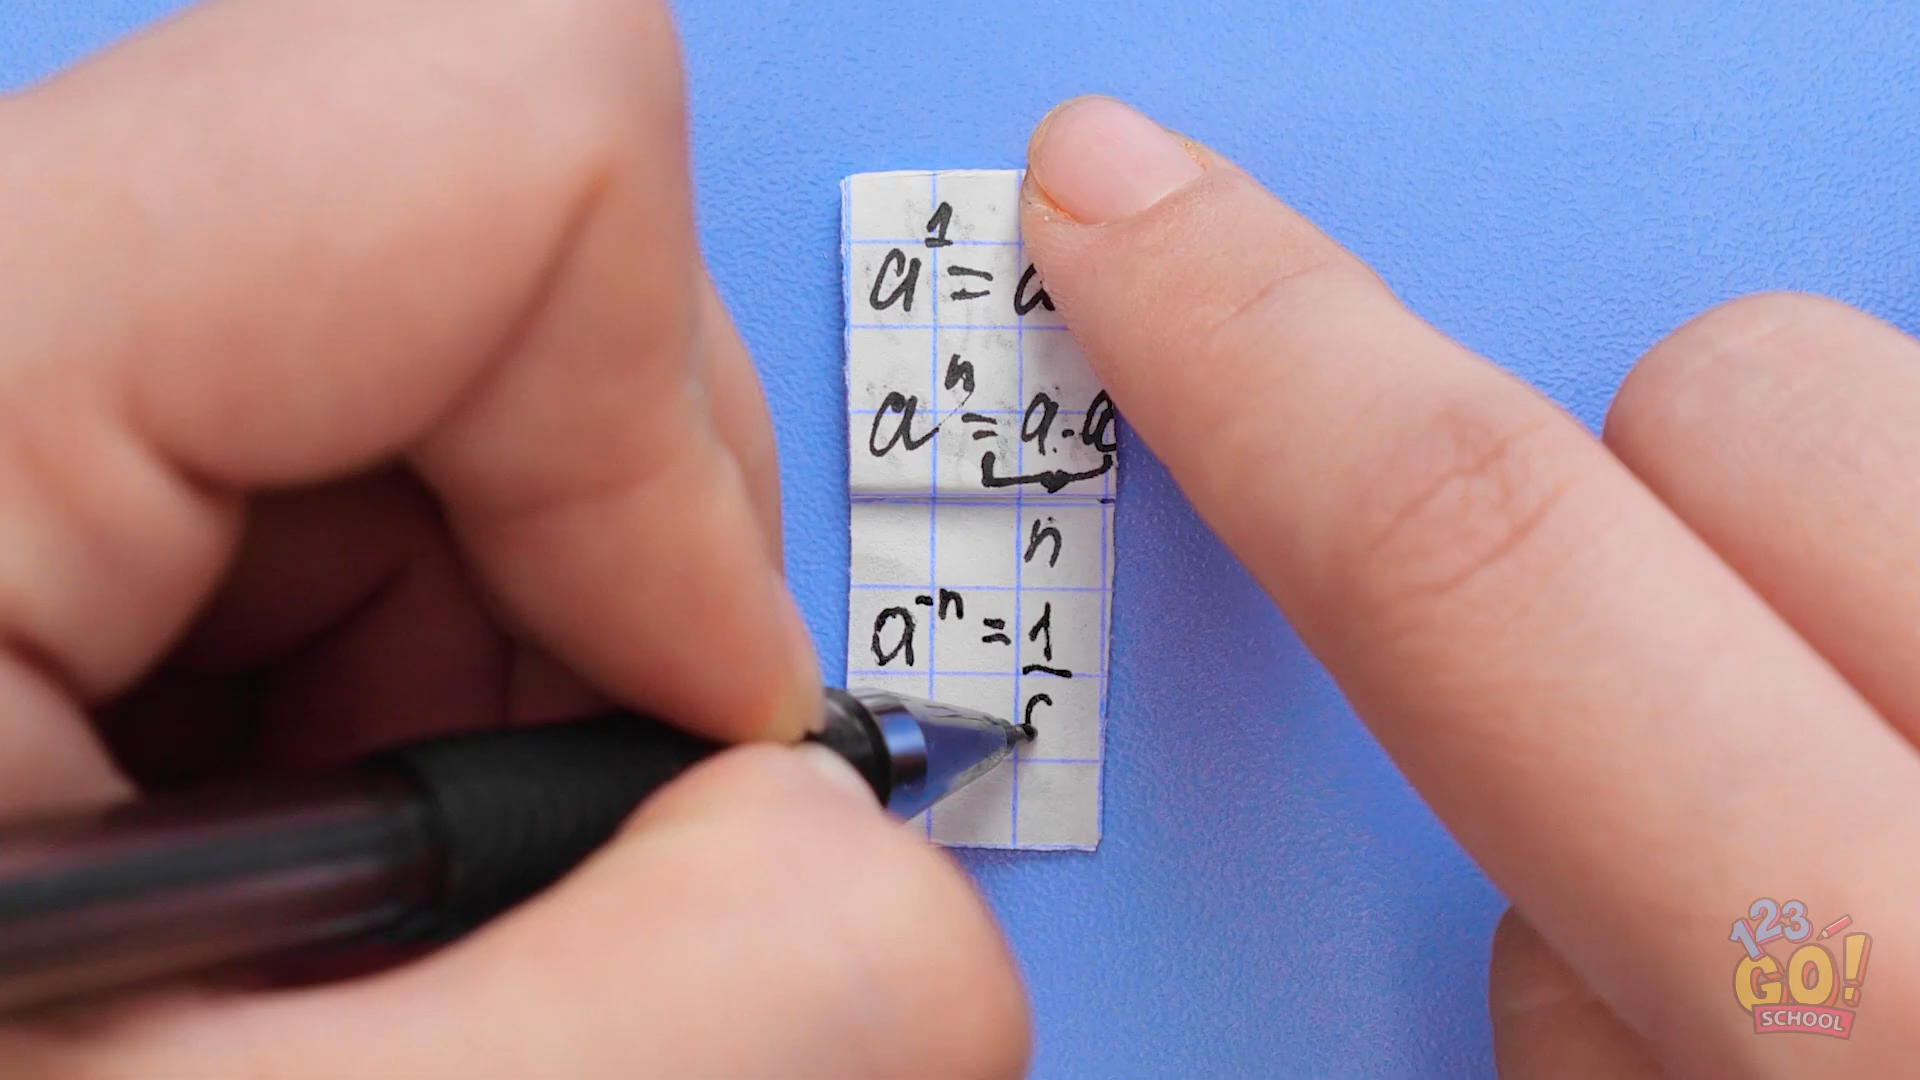 a¹ = a
aⁿ = a·a
n
a⁻ⁿ = 1
123
GO!
SCHOOL